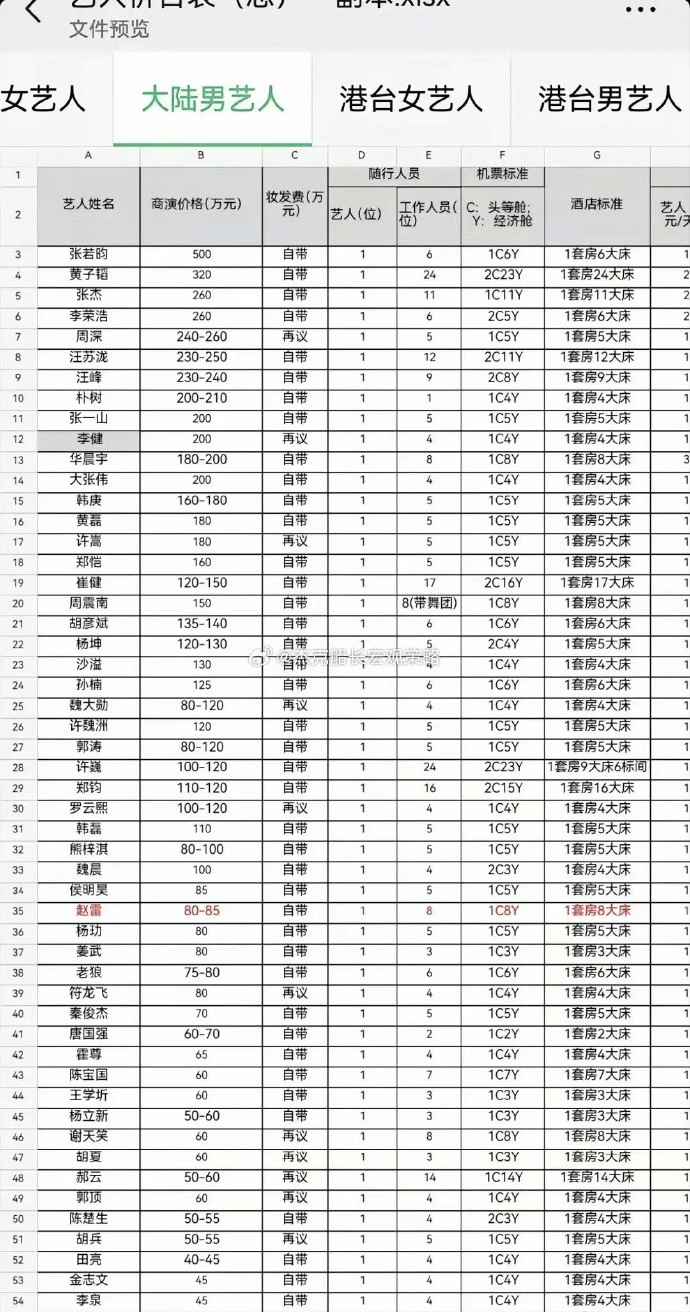 文件预览
女艺人 大陆男艺人 港台女艺人 港台男艺人
A B C D E F G
1 随行人员 机票标准
2 艺人姓名 商演价格(万元) 妆发费(万元) 艺人(位) 工作人员(位) C：头等舱; Y：经济舱 酒店标准 艺人 元/天
3 张若昀 500 自带 1 6 1C6Y 1套房6大床 1
4 黄子韬 320 自带 1 24 2C23Y 1套房24大床 2
5 张杰 260 自带 1 11 1C11Y 1套房11大床 2
6 李荣浩 260 自带 1 6 2C5Y 1套房6大床 2
7 周深 240-260 再议 1 5 1C5Y 1套房5大床 1
8 汪苏泷 230-250 自带 1 12 2C11Y 1套房12大床 1
9 汪峰 230-240 自带 1 9 2C8Y 1套房9大床 1
10 朴树 200-210 自带 1 1 1C4Y 1套房4大床 1
11 张一山 200 自带 1 5 1C5Y 1套房5大床 1
12 李健 200 再议 1 4 1C4Y 1套房4大床 1
13 华晨宇 180-200 自带 1 8 1C8Y 1套房8大床 3
14 大张伟 200 自带 1 4 1C4Y 1套房4大床 1
15 韩庚 160-180 自带 1 5 1C5Y 1套房5大床 1
16 黄磊 180 自带 1 5 1C5Y 1套房5大床 1
17 许嵩 180 再议 1 5 1C5Y 1套房5大床 1
18 郑恺 160 自带 1 5 1C5Y 1套房5大床 1
19 崔健 120-150 自带 1 17 2C16Y 1套房17大床 1
20 周震南 150 自带 1 8(带舞团) 1C8Y 1套房8大床 1
21 胡彦斌 135-140 自带 1 6 1C6Y 1套房6大床 1
22 杨坤 120-130 自带 1 5 2C4Y 1套房5大床 1
@杰克船长宏观策略
23 沙溢 130 自带 1 4 1C4Y 1套房4大床 1
24 孙楠 125 自带 1 6 1C6Y 1套房6大床 1
25 魏大勋 80-120 再议 1 4 1C4Y 1套房4大床 1
26 许魏洲 120 自带 1 5 1C5Y 1套房5大床 1
27 郭涛 80-120 自带 1 5 1C5Y 1套房5大床 1
28 许巍 100-120 自带 1 24 2C23Y 1套房9大床6标间 1
29 郑钧 110-120 自带 1 16 2C15Y 1套房16大床 1
30 罗云熙 100-120 再议 1 4 1C4Y 1套房4大床 1
31 韩磊 110 自带 1 5 1C5Y 1套房5大床 1
32 熊梓淇 80-100 自带 1 5 1C5Y 1套房5大床 1
33 魏晨 100 自带 1 4 2C3Y 1套房4大床 1
34 侯明昊 85 自带 1 5 1C5Y 1套房5大床 1
35 赵雷 80-85 自带 1 8 1C8Y 1套房8大床 1
36 杨玏 80 自带 1 5 1C5Y 1套房5大床 1
37 姜武 80 自带 1 3 1C3Y 1套房3大床 1
38 老狼 75-80 自带 1 6 1C6Y 1套房6大床 1
39 符龙飞 80 再议 1 4 1C4Y 1套房4大床 1
40 秦俊杰 70 自带 1 5 1C5Y 1套房5大床 1
41 唐国强 60-70 自带 1 2 1C2Y 1套房2大床 1
42 霍尊 65 自带 1 4 1C4Y 1套房4大床 1
43 陈宝国 60 自带 1 7 1C7Y 1套房7大床 1
44 王学圻 60 自带 1 3 1C3Y 1套房3大床 1
45 杨立新 50-60 自带 1 3 1C3Y 1套房3大床 1
46 谢天笑 60 再议 1 8 1C8Y 1套房8大床 1
47 胡夏 60 再议 1 3 1C3Y 1套房3大床 1
48 郝云 50-60 再议 1 14 1C14Y 1套房14大床 1
49 郭顶 60 再议 1 4 1C4Y 1套房4大床 1
50 陈楚生 50-55 自带 1 4 2C3Y 1套房4大床 1
51 胡兵 50-55 再议 1 5 1C5Y 1套房5大床 1
52 田亮 40-45 自带 1 4 1C4Y 1套房4大床 1
53 金志文 45 自带 1 4 1C4Y 1套房4大床 1
54 李泉 45 自带 1 4 1C4Y 1套房4大床 1